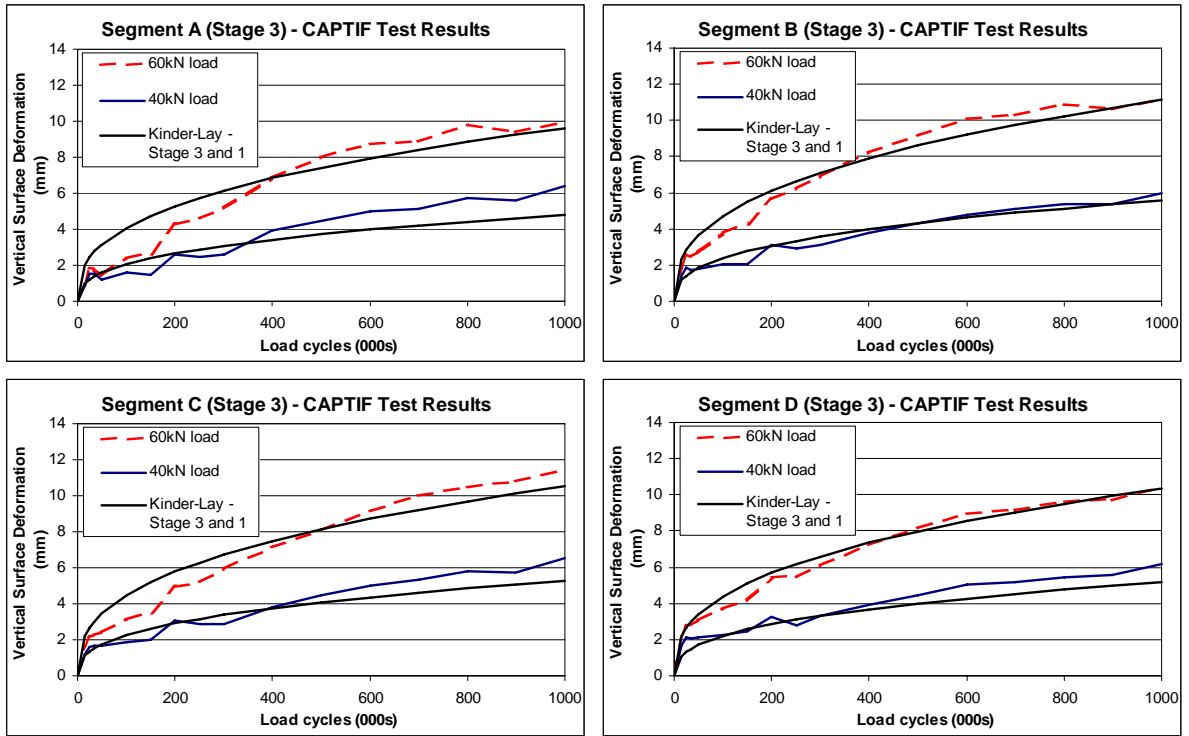 Segment A (Stage 3) - CAPTIF Test Results
Vertical Surface Deformation
(mm)
14
12
10
8
6
4
2
0
60kN load
40kN load
Kinder-Lay -
Stage 3 and 1
0 200 400 600 800 1000
Load cycles (000s)
Segment B (Stage 3) - CAPTIF Test Results
Vertical Surface Deformation
(mm)
14
12
10
8
6
4
2
0
60kN load
40kN load
Kinder-Lay -
Stage 3 and 1
0 200 400 600 800 1000
Load cycles (000s)
Segment C (Stage 3) - CAPTIF Test Results
Vertical Surface Deformation
(mm)
14
12
10
8
6
4
2
0
60kN load
40kN load
Kinder-Lay -
Stage 3 and 1
0 200 400 600 800 1000
Load cycles (000s)
Segment D (Stage 3) - CAPTIF Test Results
Vertical Surface Deformation
(mm)
14
12
10
8
6
4
2
0
60kN load
40kN load
Kinder-Lay -
Stage 3 and 1
0 200 400 600 800 1000
Load cycles (000s)